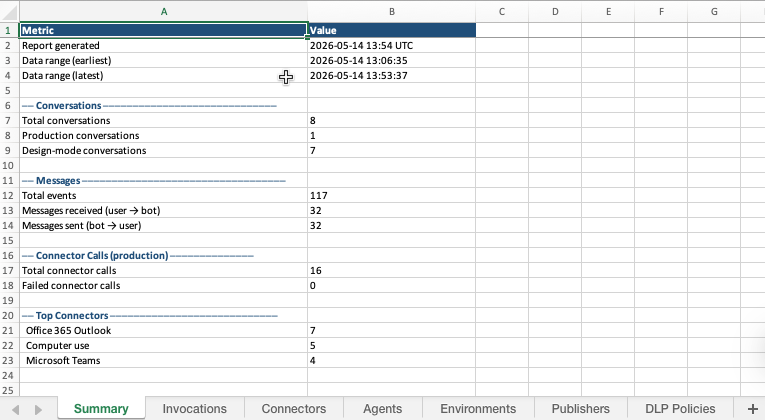 A B C D E F G
1 Metric Value
2 Report generated 2026-05-14 13:54 UTC
3 Data range (earliest) 2026-05-14 13:06:35
4 Data range (latest) 2026-05-14 13:53:37
5
6 — Conversations —
7 Total conversations 8
8 Production conversations 1
9 Design-mode conversations 7
10
11 — Messages —
12 Total events 117
13 Messages received (user → bot) 32
14 Messages sent (bot → user) 32
15
16 — Connector Calls (production) —
17 Total connector calls 16
18 Failed connector calls 0
19
20 — Top Connectors —
21 Office 365 Outlook 7
22 Computer use 5
23 Microsoft Teams 4
24
25
Summary Invocations Connectors Agents Environments Publishers DLP Policies +